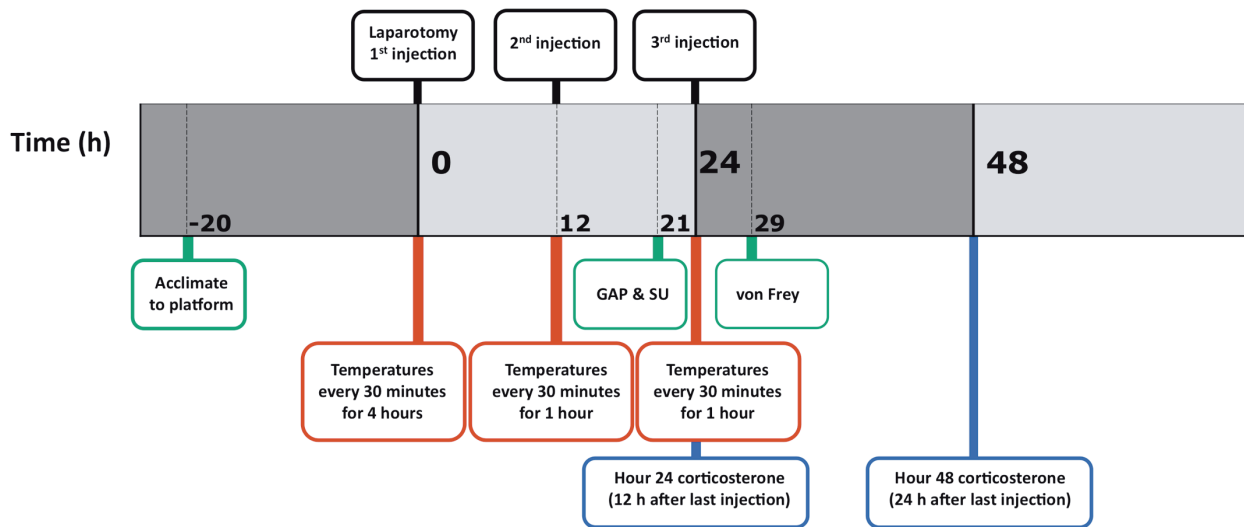 Laparotomy
1st injection
2nd injection
3rd injection
Time (h)
0
24
48
-20
12
21
29
Acclimate
to platform
GAP & SU
von Frey
Temperatures
every 30 minutes
for 4 hours
Temperatures
every 30 minutes
for 1 hour
Temperatures
every 30 minutes
for 1 hour
Hour 24 corticosterone
(12 h after last injection)
Hour 48 corticosterone
(24 h after last injection)